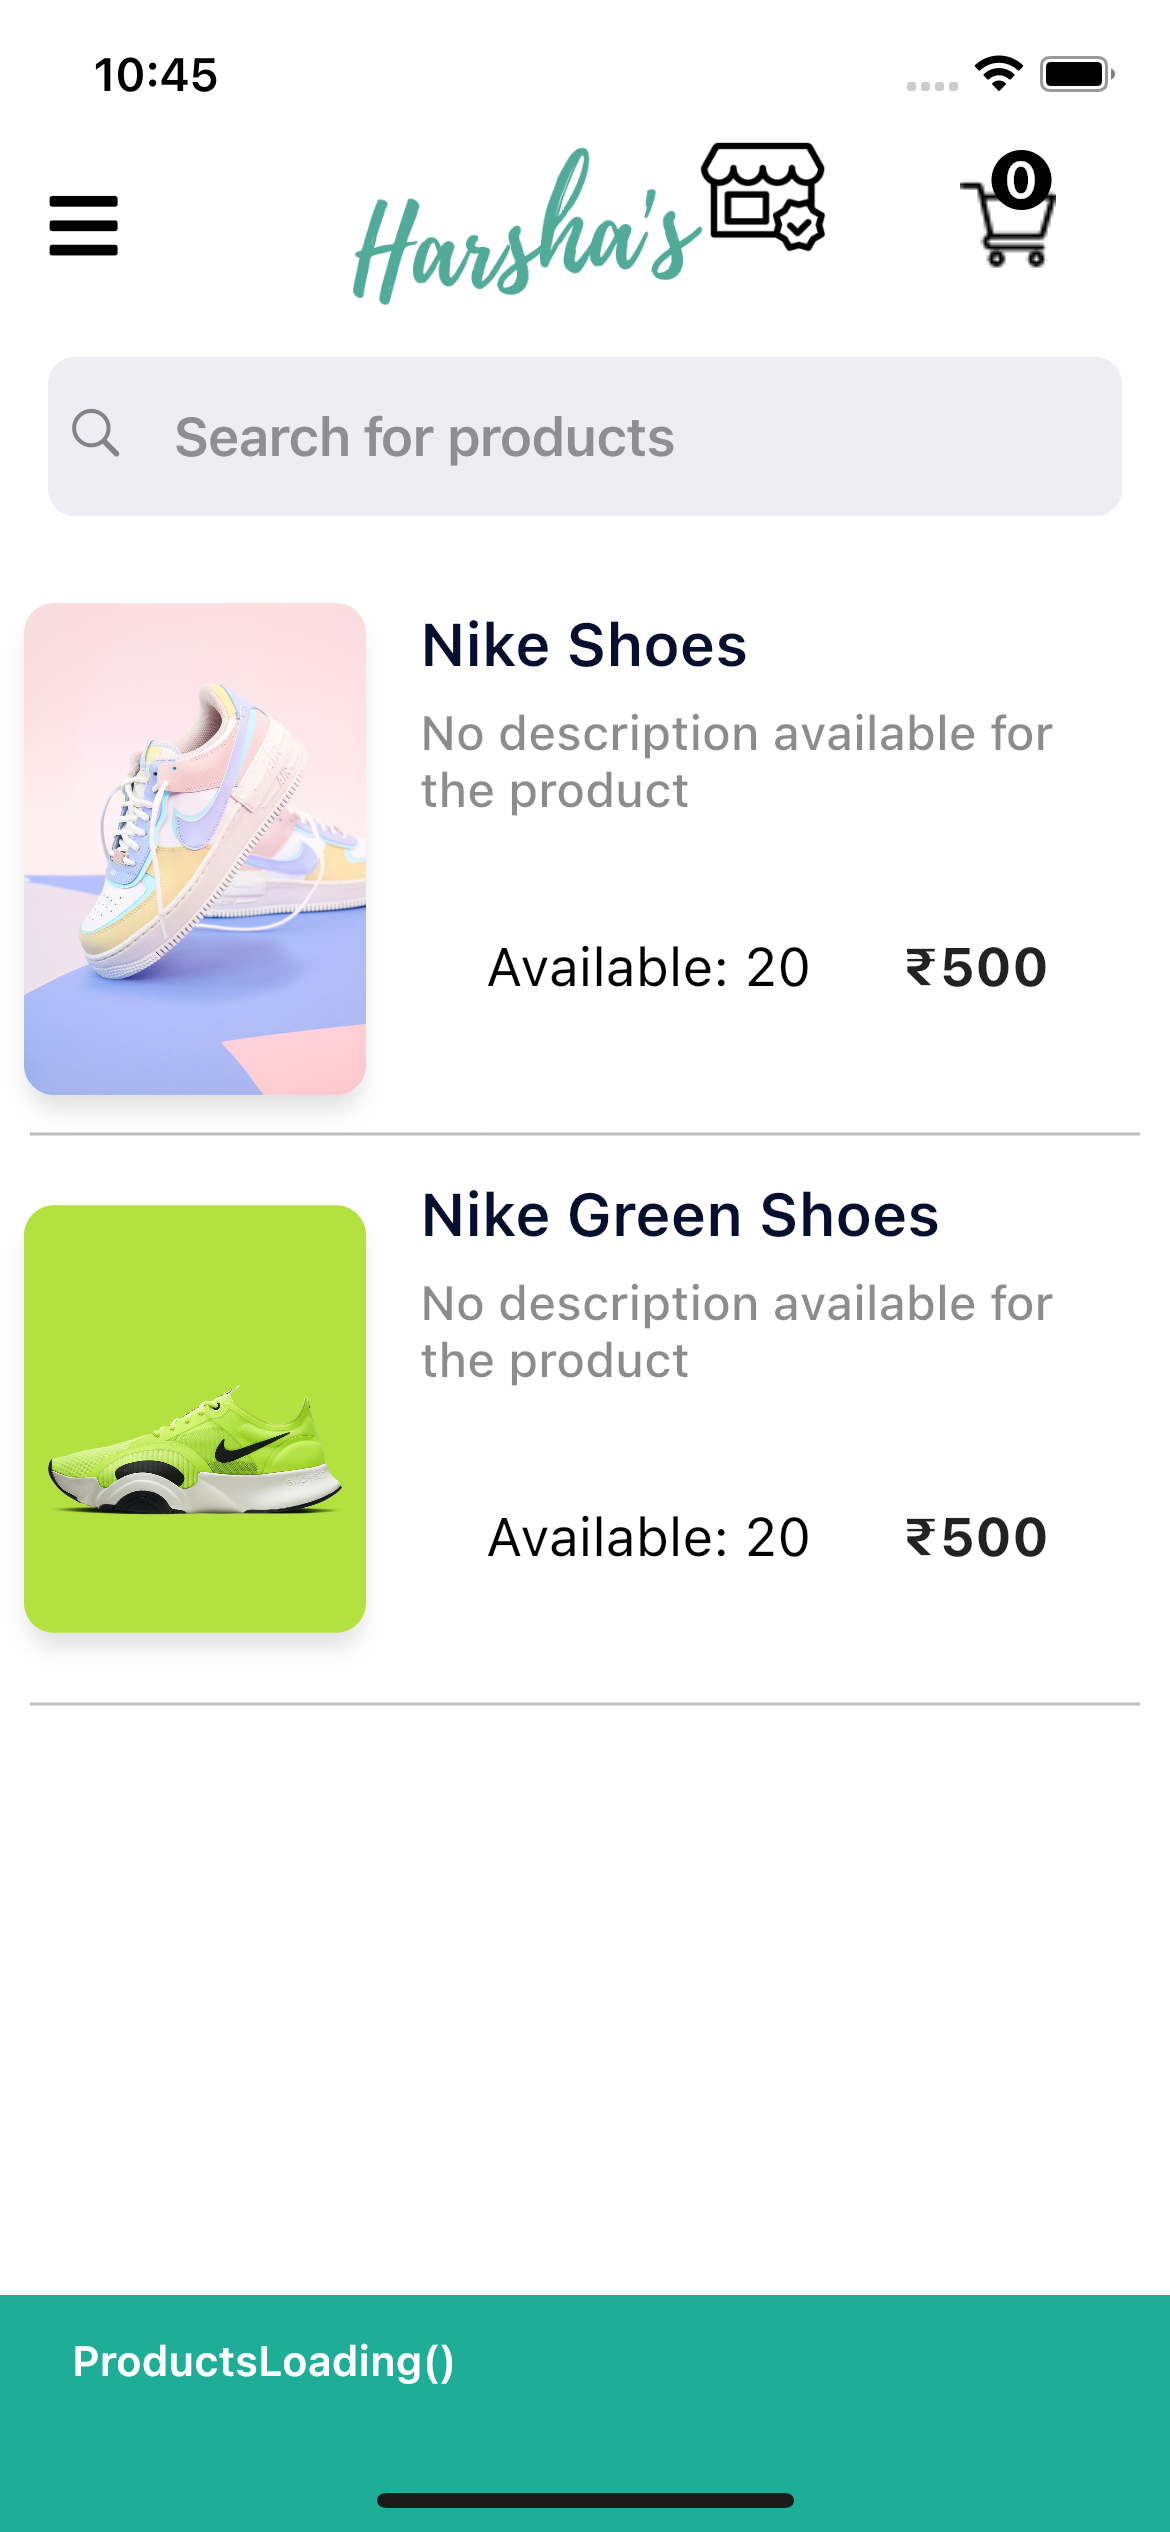 10:45
Harsha's
0
Search for products
Nike Shoes
No description available for
the product
Available: 20 ₹500
Nike Green Shoes
No description available for
the product
Available: 20 ₹500
ProductsLoading()